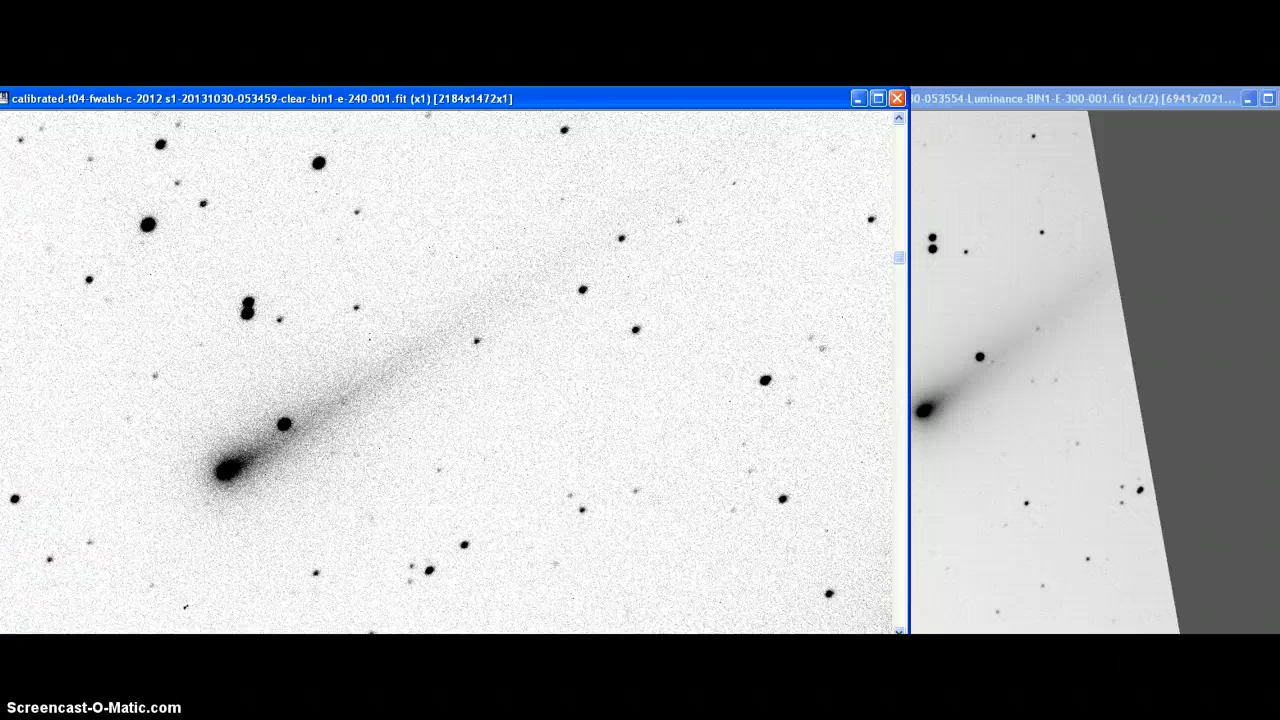 calibrated-t04-fwalsh-c-2012 s1-20131030-053459-clear-bin1-e-240-001.fit (x1) [2184x1472x1]
30-053554-Luminance-BIN1-E-300-001.fit (x1/2) [6941x7021...
Screencast-O-Matic.com